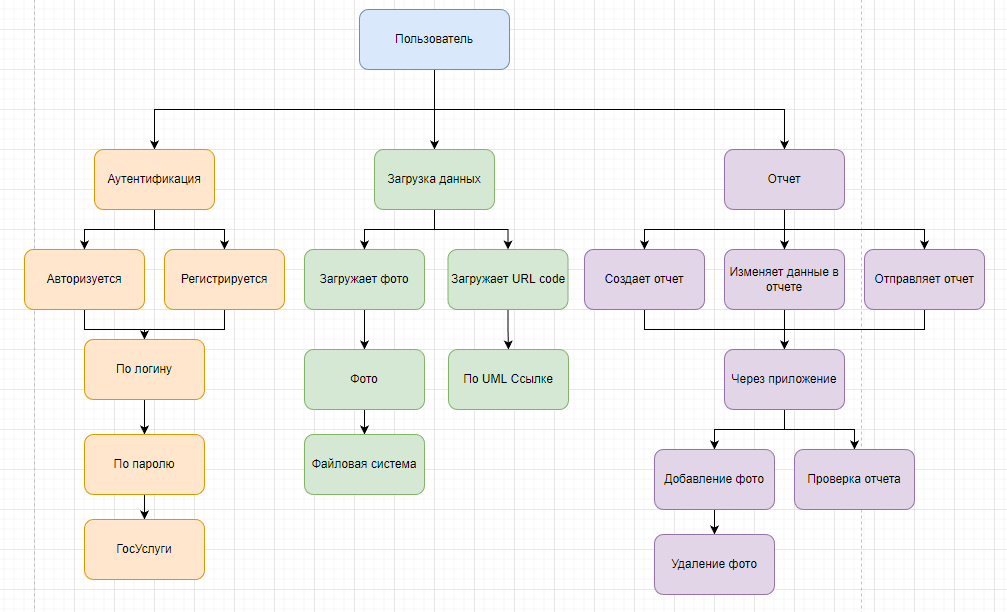 Пользователь
Аутентификация
Загрузка данных
Отчет
Авторизуется
Регистрируется
Загружает фото
Загружает URL code
Создает отчет
Изменяет данные в
отчете
Отправляет отчет
По логину
Фото
По UML Ссылке
Через приложение
По паролю
Файловая система
Добавление фото
Проверка отчета
ГосУслуги
Удаление фото